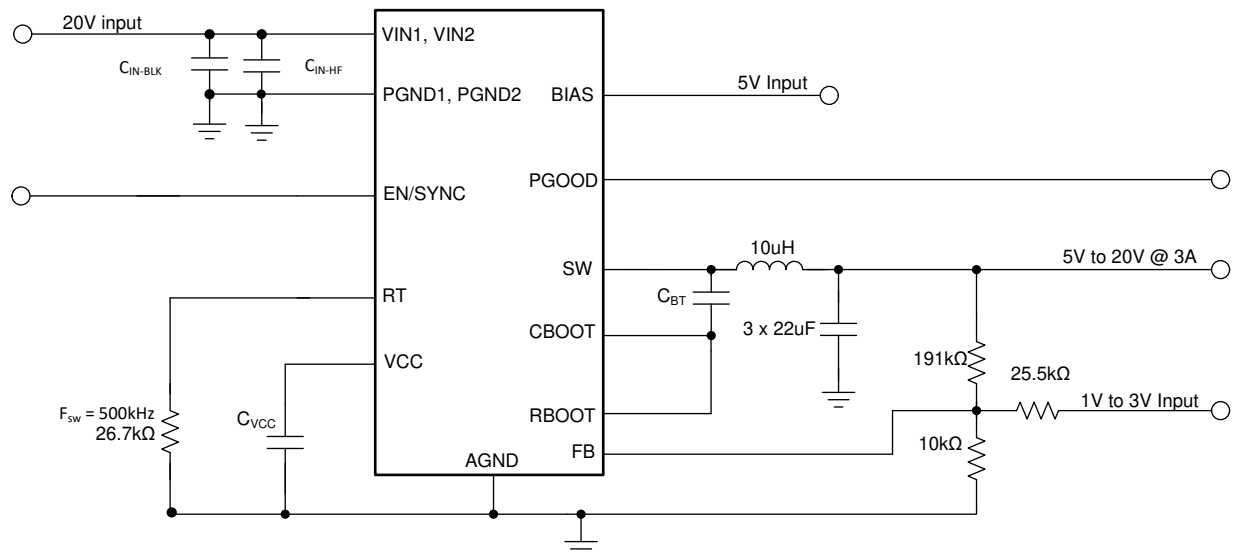 20V input
VIN1, VIN2
CIN-BLK
CIN-HF
PGND1, PGND2
BIAS
5V Input
EN/SYNC
PGOOD
10uH
SW
5V to 20V @ 3A
RT
CBT
CBOOT
3 x 22uF
VCC
191kΩ
25.5kΩ
Fsw = 500kHz
26.7kΩ
CVCC
RBOOT
1V to 3V Input
FB
10kΩ
AGND